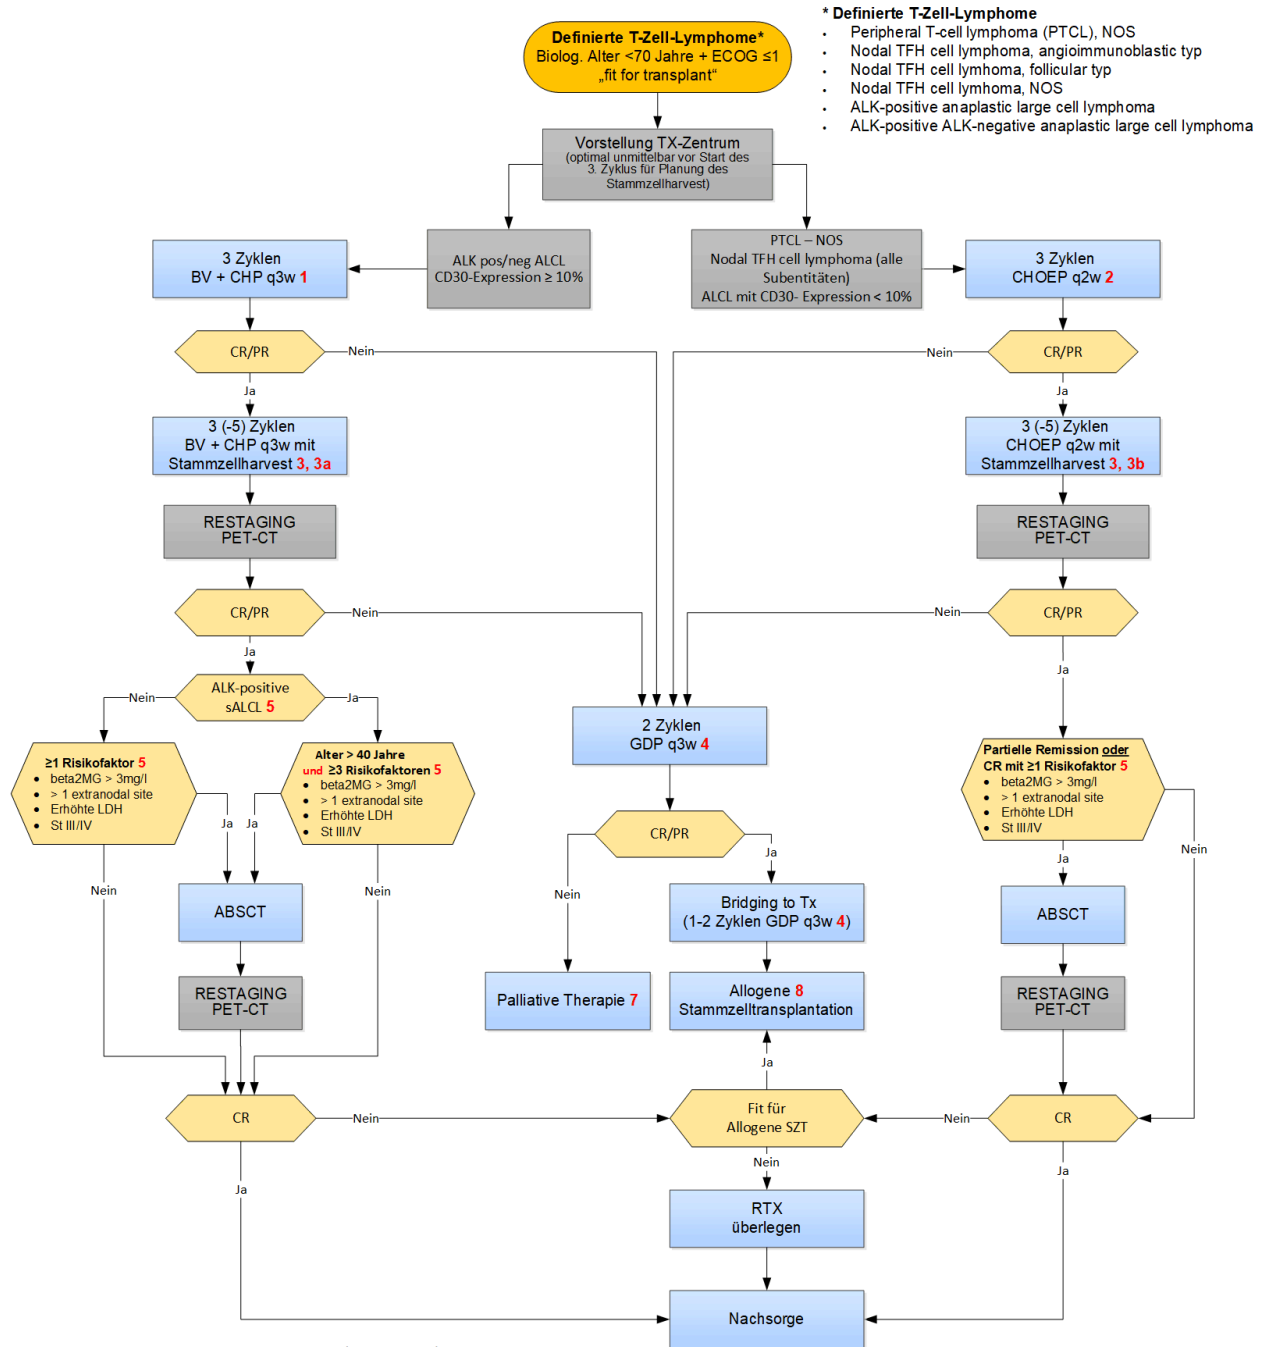 Definierte T-Zell-Lymphome*
Biolog. Alter <70 Jahre + ECOG ≤1
„fit for transplant“
* Definierte T-Zell-Lymphome
• Peripheral T-cell lymphoma (PTCL), NOS
• Nodal TFH cell lymphoma, angioimmunoblastic typ
• Nodal TFH cell lymhoma, follicular typ
• Nodal TFH cell lymhoma, NOS
• ALK-positive anaplastic large cell lymphoma
• ALK-positive ALK-negative anaplastic large cell lymphoma
Vorstellung TX-Zentrum
(optimal unmittelbar vor Start des
3. Zyklus für Planung des
Stammzellharvest)
3 Zyklen
BV + CHP q3w 1
ALK pos/neg ALCL
CD30-Expression ≥ 10%
PTCL – NOS
Nodal TFH cell lymphoma (alle
Subentitäten)
ALCL mit CD30- Expression < 10%
3 Zyklen
CHOEP q2w 2
CR/PR
Nein
Nein
CR/PR
Ja
Ja
3 (-5) Zyklen
BV + CHP q3w mit
Stammzellharvest 3, 3a
3 (-5) Zyklen
CHOEP q2w mit
Stammzellharvest 3, 3b
RESTAGING
PET-CT
RESTAGING
PET-CT
CR/PR
Nein
Nein
CR/PR
Ja
Ja
Nein
ALK-positive
sALCL 5
Ja
2 Zyklen
GDP q3w 4
≥1 Risikofaktor 5
• beta2MG > 3mg/l
• > 1 extranodal site
• Erhöhte LDH
• St III/IV
Alter > 40 Jahre
und ≥3 Risikofaktoren 5
• beta2MG > 3mg/l
• > 1 extranodal site
• Erhöhte LDH
• St III/IV
Partielle Remission oder
CR mit ≥1 Risikofaktor 5
• beta2MG > 3mg/l
• > 1 extranodal site
• Erhöhte LDH
• St III/IV
Ja
Ja
CR/PR
Ja
Ja
Nein
Nein
Nein
Nein
ABSCT
Bridging to Tx
(1-2 Zyklen GDP q3w 4)
ABSCT
RESTAGING
PET-CT
Palliative Therapie 7
Allogene 8
Stammzelltransplantation
RESTAGING
PET-CT
Ja
CR
Nein
Fit für
Allogene SZT
Nein
CR
Nein
Ja
Ja
RTX
überlegen
Nachsorge